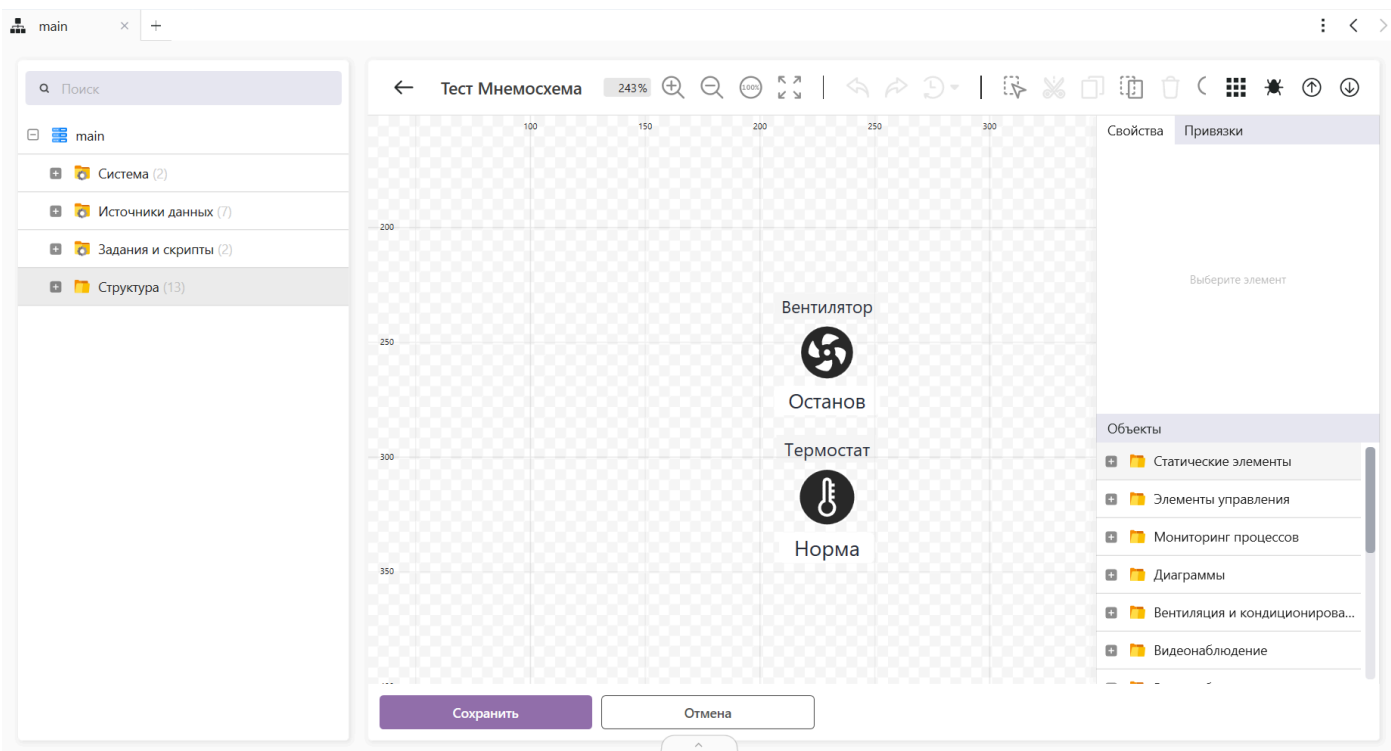 main
Поиск
Тест Мнемосхема
243%
100%
main
Система (2)
Источники данных (7)
Задания и скрипты (2)
Структура (13)
100
150
200
250
300
200
250
300
350
Вентилятор
Останов
Термостат
Норма
Свойства
Привязки
Выберите элемент
Объекты
Статические элементы
Элементы управления
Мониторинг процессов
Диаграммы
Вентиляция и кондиционирова...
Видеонаблюдение
Сохранить
Отмена